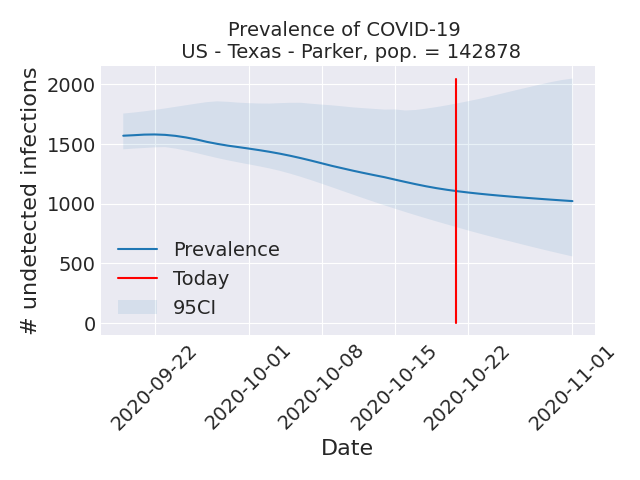 Prevalence of COVID-19
US - Texas - Parker, pop. = 142878
# undetected infections
2000
1500
1000
500
0
Prevalence
Today
95CI
2020-09-22
2020-10-01
2020-10-08
2020-10-15
2020-10-22
2020-11-01
Date